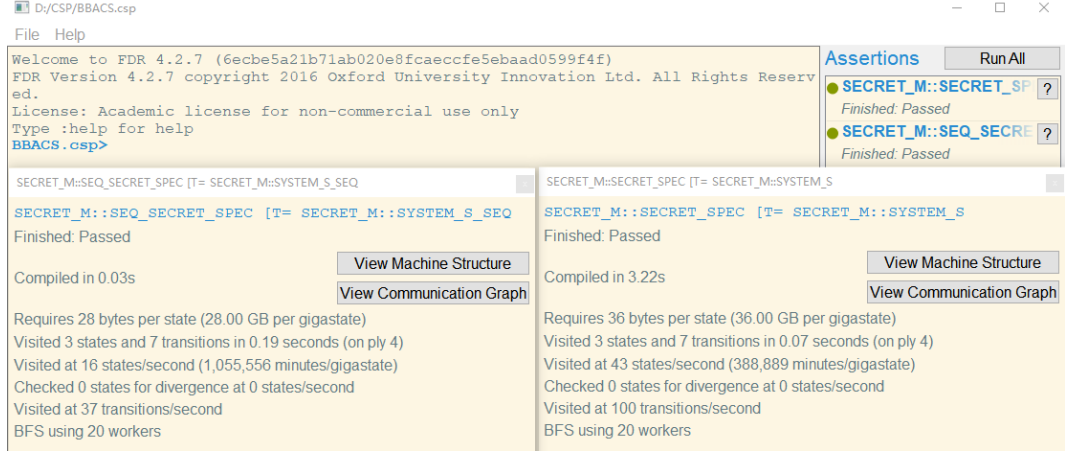 D:/CSP/BBACS.csp
File Help
Welcome to FDR 4.2.7 (6ecbe5a21b71ab020e8fcaeccfe5ebaad0599f4f)
FDR Version 4.2.7 copyright 2016 Oxford University Innovation Ltd. All Rights Reserv
ed.
License: Academic license for non-commercial use only
Type :help for help
BBACS.csp>
Assertions
Run All
SECRET_M::SECRET_SP
?
Finished: Passed
SECRET_M::SEQ_SECRE
?
Finished: Passed
SECRET_M::SEQ_SECRET_SPEC [T= SECRET_M::SYSTEM_S_SEQ
SECRET_M::SEQ_SECRET_SPEC [T= SECRET_M::SYSTEM_S_SEQ
Finished: Passed
View Machine Structure
Compiled in 0.03s
View Communication Graph
Requires 28 bytes per state (28.00 GB per gigastate)
Visited 3 states and 7 transitions in 0.19 seconds (on ply 4)
Visited at 16 states/second (1,055,556 minutes/gigastate)
Checked 0 states for divergence at 0 states/second
Visited at 37 transitions/second
BFS using 20 workers
SECRET_M::SECRET_SPEC [T= SECRET_M::SYSTEM_S
SECRET_M::SECRET_SPEC [T= SECRET_M::SYSTEM_S
Finished: Passed
View Machine Structure
Compiled in 3.22s
View Communication Graph
Requires 36 bytes per state (36.00 GB per gigastate)
Visited 3 states and 7 transitions in 0.07 seconds (on ply 4)
Visited at 43 states/second (388,889 minutes/gigastate)
Checked 0 states for divergence at 0 states/second
Visited at 100 transitions/second
BFS using 20 workers